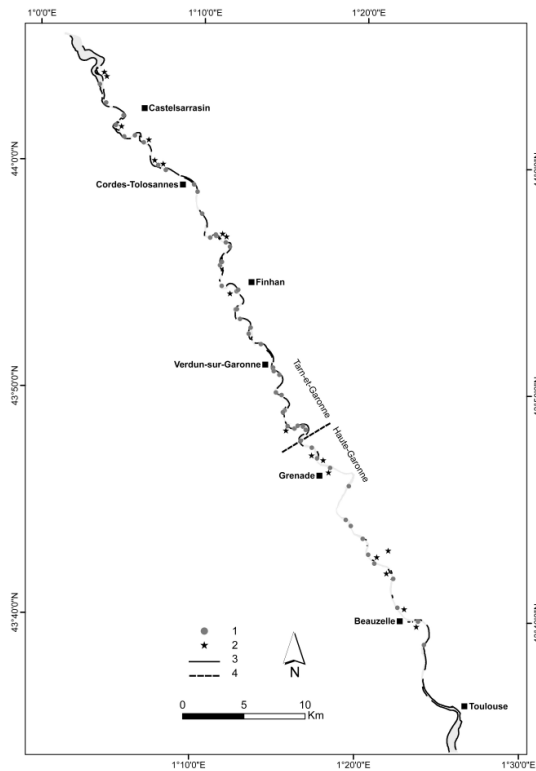 1°0'0"E 1°10'0"E 1°20'0"E
Castelsarrasin
44°0'0"N
Cordes-Tolosannes
Finhan
Verdun-sur-Garonne
Tarn-et-Garonne
43°50'0"N
Haute-Garonne
Grenade
43°40'0"N
Beauzelle
1
2
3
4
N
0 5 10
Km
Toulouse
1°10'0"E 1°20'0"E 1°30'0"E